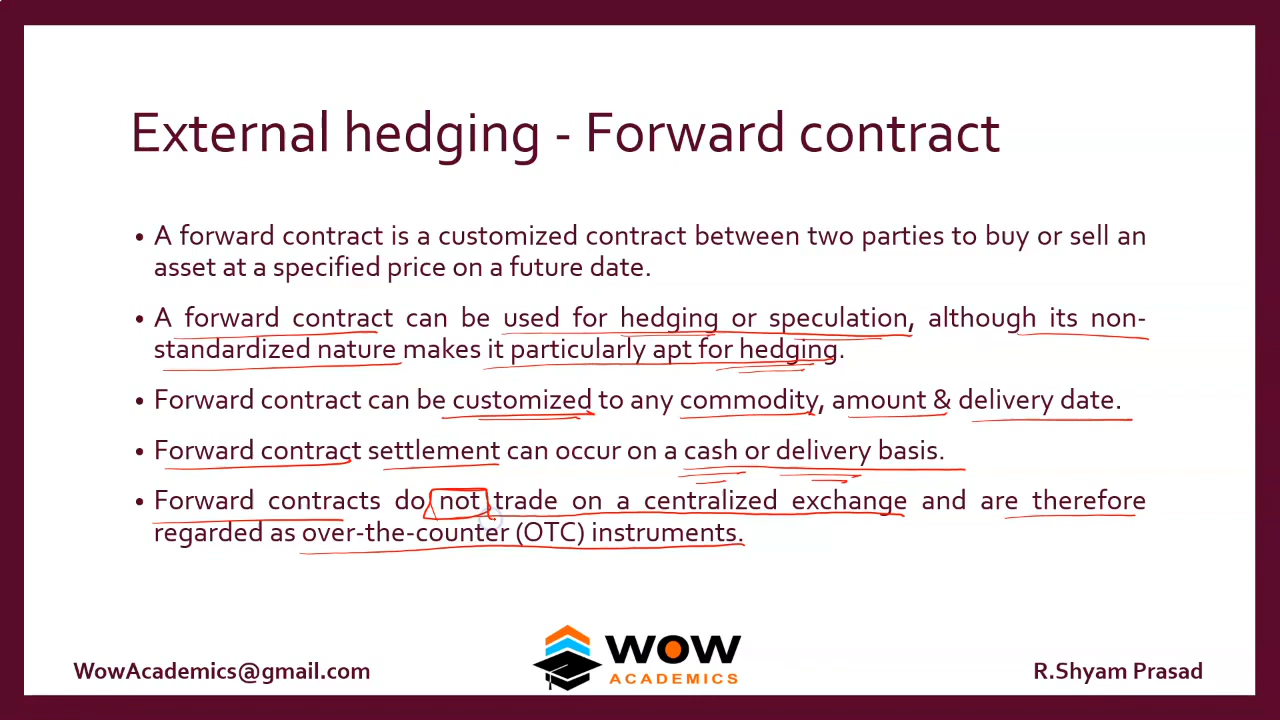 External hedging - Forward contract
• A forward contract is a customized contract between two parties to buy or sell an
asset at a specified price on a future date.
• A forward contract can be used for hedging or speculation, although its non-
standardized nature makes it particularly apt for hedging.
• Forward contract can be customized to any commodity, amount & delivery date.
• Forward contract settlement can occur on a cash or delivery basis.
• Forward contracts do not trade on a centralized exchange and are therefore
regarded as over-the-counter (OTC) instruments.
WowAcademics@gmail.com
WOW
ACADEMICS
R.Shyam Prasad